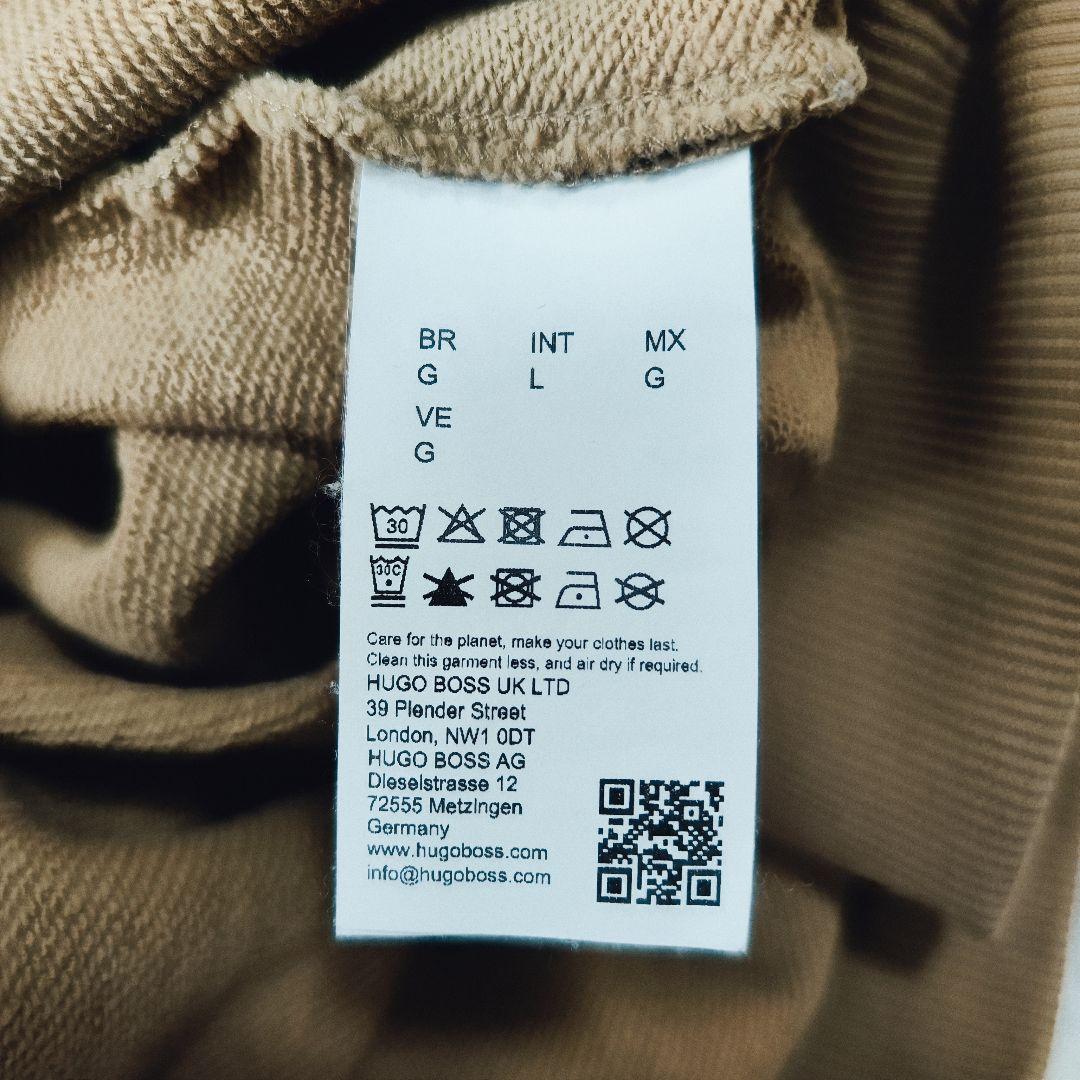 BR INT MX
G L G
VE
G
30
30C
Care for the planet, make your clothes last.
Clean this garment less, and air dry if required.
HUGO BOSS UK LTD
39 Plender Street
London, NW1 0DT
HUGO BOSS AG
Dieselstrasse 12
72555 Metzingen
Germany
www.hugoboss.com
info@hugoboss.com